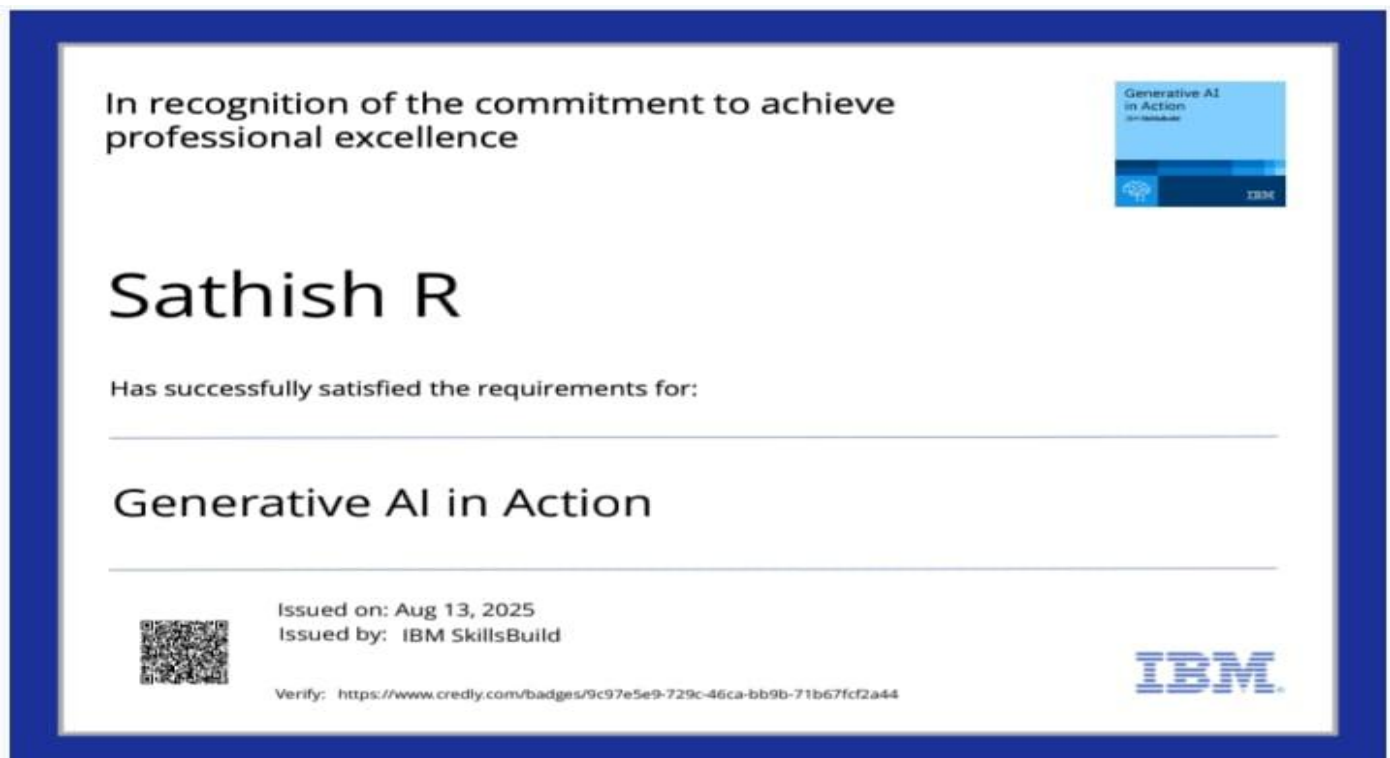 In recognition of the commitment to achieve
professional excellence
Generative AI
in Action
IBM SkillsBuild
IBM
Sathish R
Has successfully satisfied the requirements for:
Generative AI in Action
Issued on: Aug 13, 2025
Issued by: IBM SkillsBuild
Verify: https://www.credly.com/badges/9c97e5e9-729c-46ca-bb9b-71b67fcf2a44
IBM